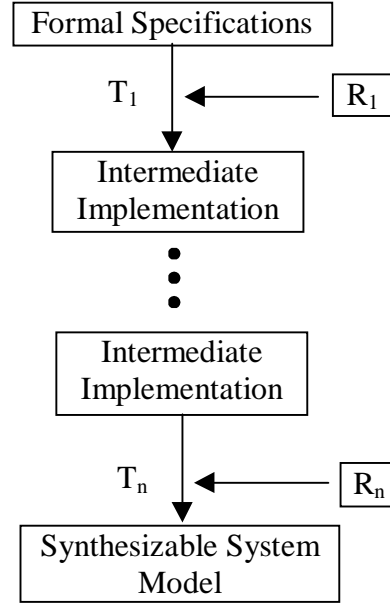 Formal Specifications
T₁
R₁
Intermediate
Implementation
Intermediate
Implementation
Tₙ
Rₙ
Synthesizable System
Model